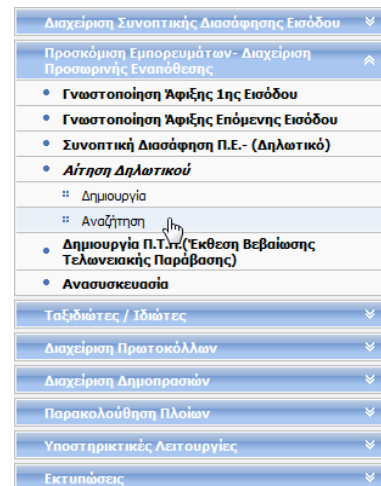 Διαχείριση Συνοπτικής Διασάφησης Εισόδου
Προσκόμιση Εμπορευμάτων- Διαχείριση
Προσωρινής Εναπόθεσης
Γνωστοποίηση Άφιξης 1ης Εισόδου
Γνωστοποίηση Άφιξης Επόμενης Εισόδου
Συνοπτική Διασάφηση Π.Ε.- (Δηλωτικό)
Αίτηση Δηλωτικού
Δημιουργία
Αναζήτηση
Δημιουργία Π.Τ.Π.(Έκθεση Βεβαίωσης
Τελωνειακής Παράβασης)
Ανασυσκευασία
Ταξιδιώτες / Ιδιώτες
Διαχείριση Πρωτοκόλλων
Διαχείριση Δημοπρασιών
Παρακολούθηση Πλοίων
Υποστηρικτικές Λειτουργίες
Εκτυπώσεις